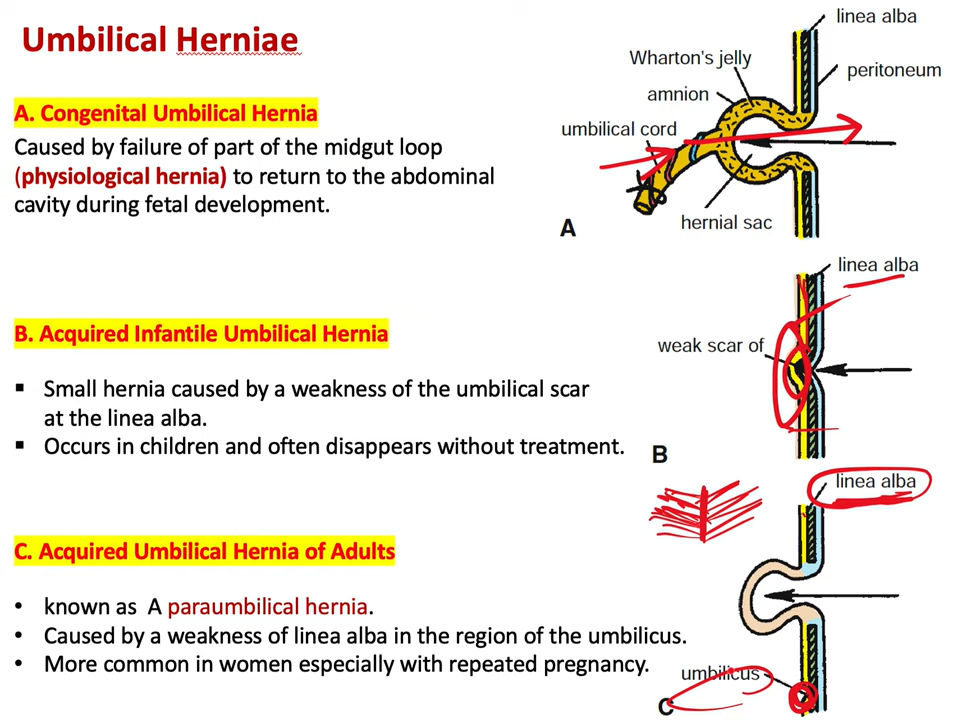 Umbilical Herniae
A. Congenital Umbilical Hernia
Caused by failure of part of the midgut loop
(physiological hernia) to return to the abdominal
cavity during fetal development.
linea alba
Wharton's jelly
peritoneum
amnion
umbilical cord
hernial sac
A
B. Acquired Infantile Umbilical Hernia
▪ Small hernia caused by a weakness of the umbilical scar
at the linea alba.
▪ Occurs in children and often disappears without treatment.
linea alba
weak scar of
B
C. Acquired Umbilical Hernia of Adults
• known as A paraumbilical hernia.
• Caused by a weakness of linea alba in the region of the umbilicus.
• More common in women especially with repeated pregnancy.
linea alba
umbilicus
C